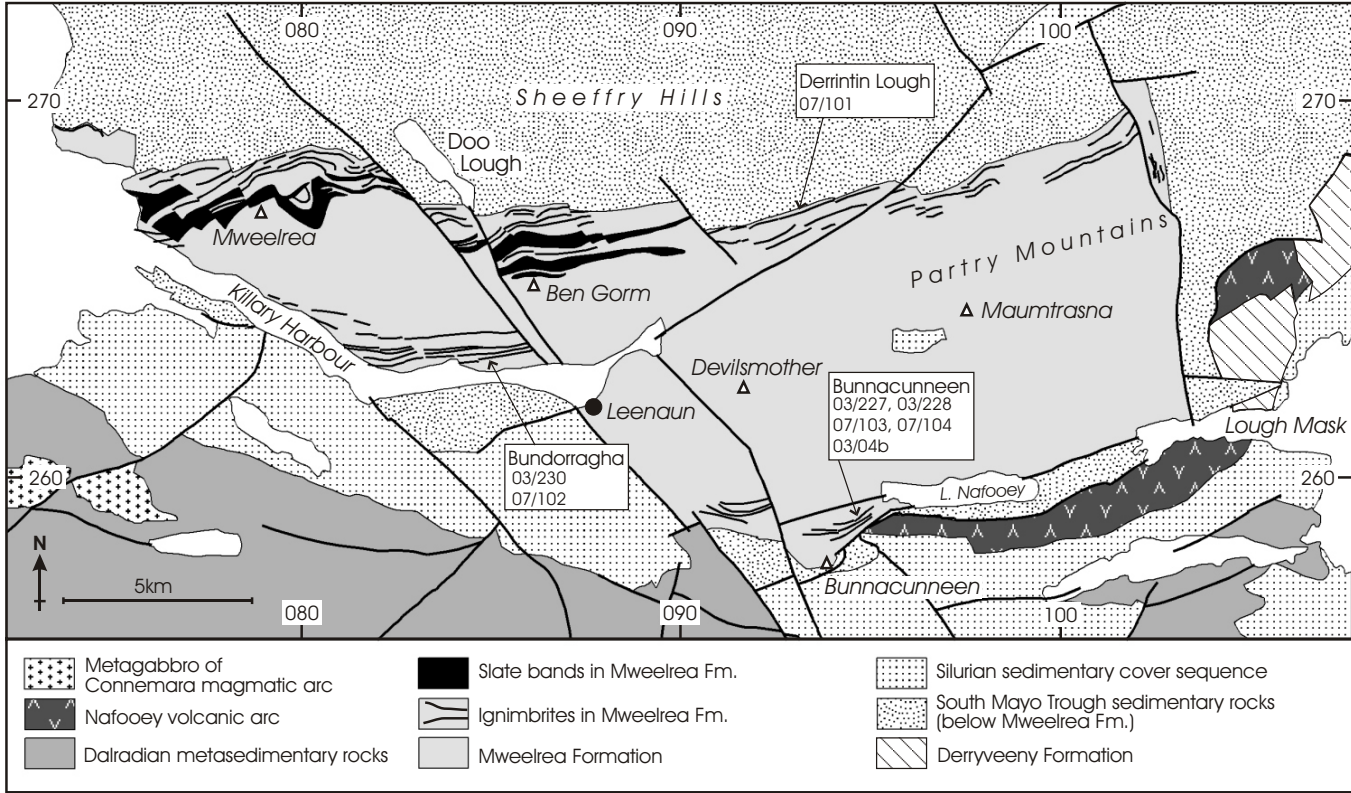 080
090
100
270
270
Derrintin Lough
07/101
Sheeffry Hills
Doo
Lough
Mweelrea
Ben Gorm
Partry Mountains
Maumtrasna
Killary Harbour
Devilsmother
Bunnacunneen
03/227, 03/228
07/103, 07/104
03/04b
Leenaun
Lough Mask
Bundorragha
03/230
07/102
260
260
L. Nafooey
N
5km
Bunnacunneen
080
090
100
Metagabbro of
Connemara magmatic arc
Nafooey volcanic arc
Dalradian metasedimentary rocks
Slate bands in Mweelrea Fm.
Ignimbrites in Mweelrea Fm.
Mweelrea Formation
Silurian sedimentary cover sequence
South Mayo Trough sedimentary rocks
(below Mweelrea Fm.)
Derryveeny Formation